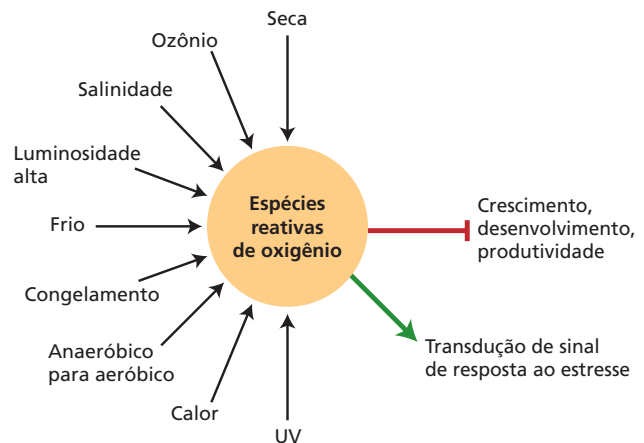 Seca
Ozônio
Salinidade
Luminosidade
alta
Frio
Congelamento
Anaeróbico
para aeróbico
Calor
UV
Espécies
reativas
de oxigênio
Crescimento,
desenvolvimento,
produtividade
Transdução de sinal
de resposta ao estresse